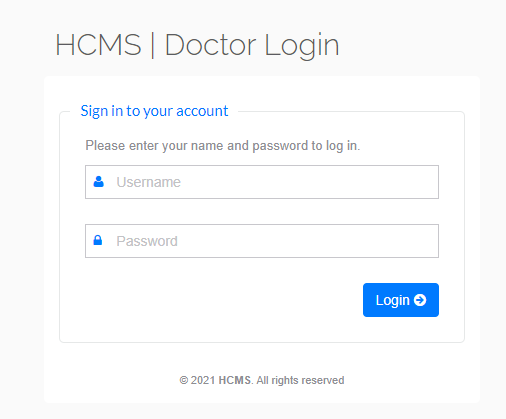 HCMS | Doctor Login
Sign in to your account
Please enter your name and password to log in.
Username
Password
Login
© 2021 HCMS. All rights reserved